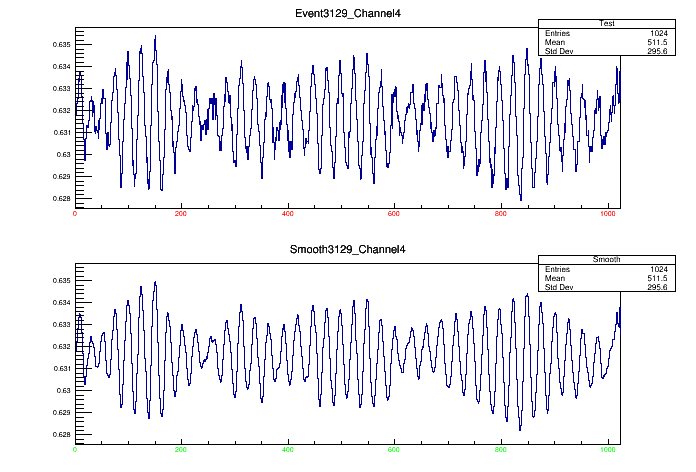 Event3129_Channel4
Test
Entries 1024
Mean 511.5
Std Dev 295.6
0.635
0.634
0.633
0.632
0.631
0.63
0.629
0.628
0 200 400 600 800 1000
Smooth3129_Channel4
Smooth
Entries 1024
Mean 511.5
Std Dev 295.6
0.635
0.634
0.633
0.632
0.631
0.63
0.629
0.628
0 200 400 600 800 1000